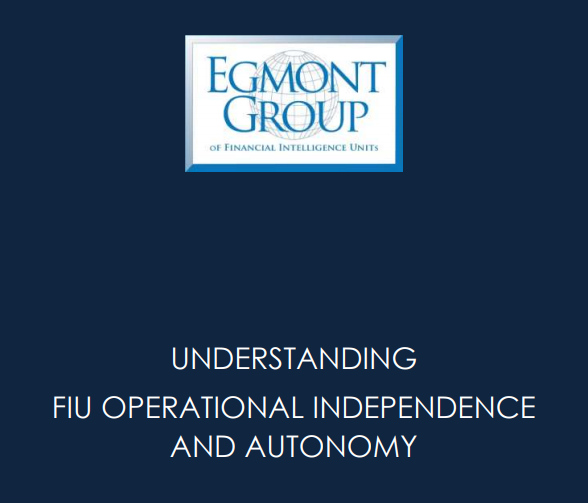 EGMONT
GROUP
OF FINANCIAL INTELLIGENCE UNITS
UNDERSTANDING
FIU OPERATIONAL INDEPENDENCE
AND AUTONOMY